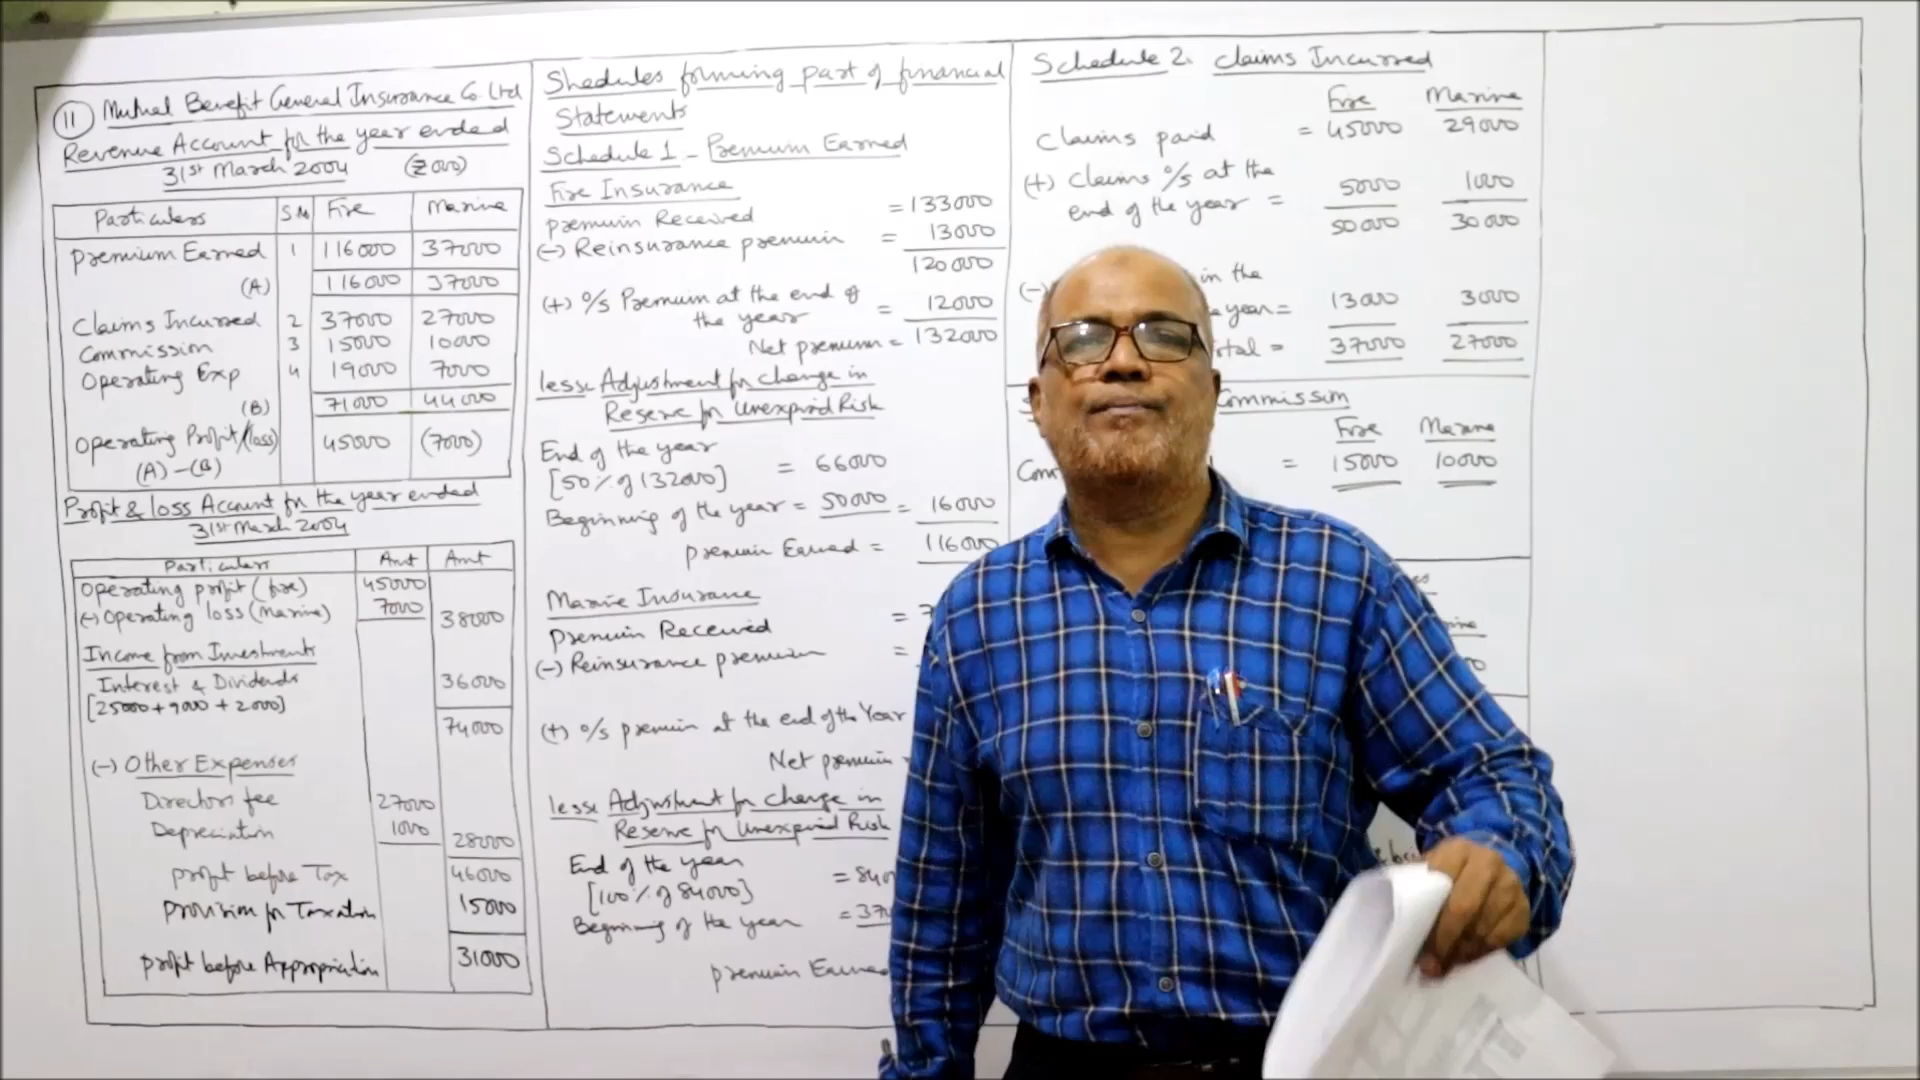 11 Mutual Benefit General Insurance Co Ltd
Revenue Account for the year ended
31st March 2004 (₹000)
Particulars S No Fire Marine
Premium Earned 1 116000 37000
(A) 116000 37000
Claims Incurred 2 37000 27000
Commission 3 15000 10000
Operating Exp 4 19000 7000
(B) 71000 44000
Operating Profit/(loss) 45000 (7000)
(A) - (B)
Profit & loss Account for the year ended
31st March 2004
Particulars Amt Amt
Operating profit (fire) 45000
(-) Operating loss (Marine) 7000 38000
Income from Investments
Interest & Dividends 36000
[25000 + 9000 + 2000]
74000
(-) Other Expenses
Directors fee 27000
Depreciation 1000 28000
profit before Tax 46000
provision for Taxation 15000
profit before Appropriation 31000
Shedules forming part of financial
Statements
Schedule 1 - Premium Earned
Fire Insurance
premium Received = 133000
(-) Reinsurance premium = 13000
120000
(+) o/s Premium at the end of = 12000
the year
Net premium = 132000
less: Adjustment for change in
Reserve for Unexpired Risk
End of the year
[50% of 132000] = 66000
Beginning of the year = 50000 = 16000
premium Earned = 116000
Marine Insurance
premium Received =
(-) Reinsurance premium =
(+) o/s premium at the end of the Year
Net premium
less: Adjustment for change in
Reserve for Unexpired Risk
End of the year
[100% of 84000] = 840
Beginning of the year = 37
premium Earned
Schedule 2: Claims Incurred
Fire Marine
Claims paid = 45000 29000
(+) Claims o/s at the
end of the year = 5000 1000
50000 30000
(-) in the
year = 13000 3000
otal = 37000 27000
Commission
Fire Marine
= 15000 10000